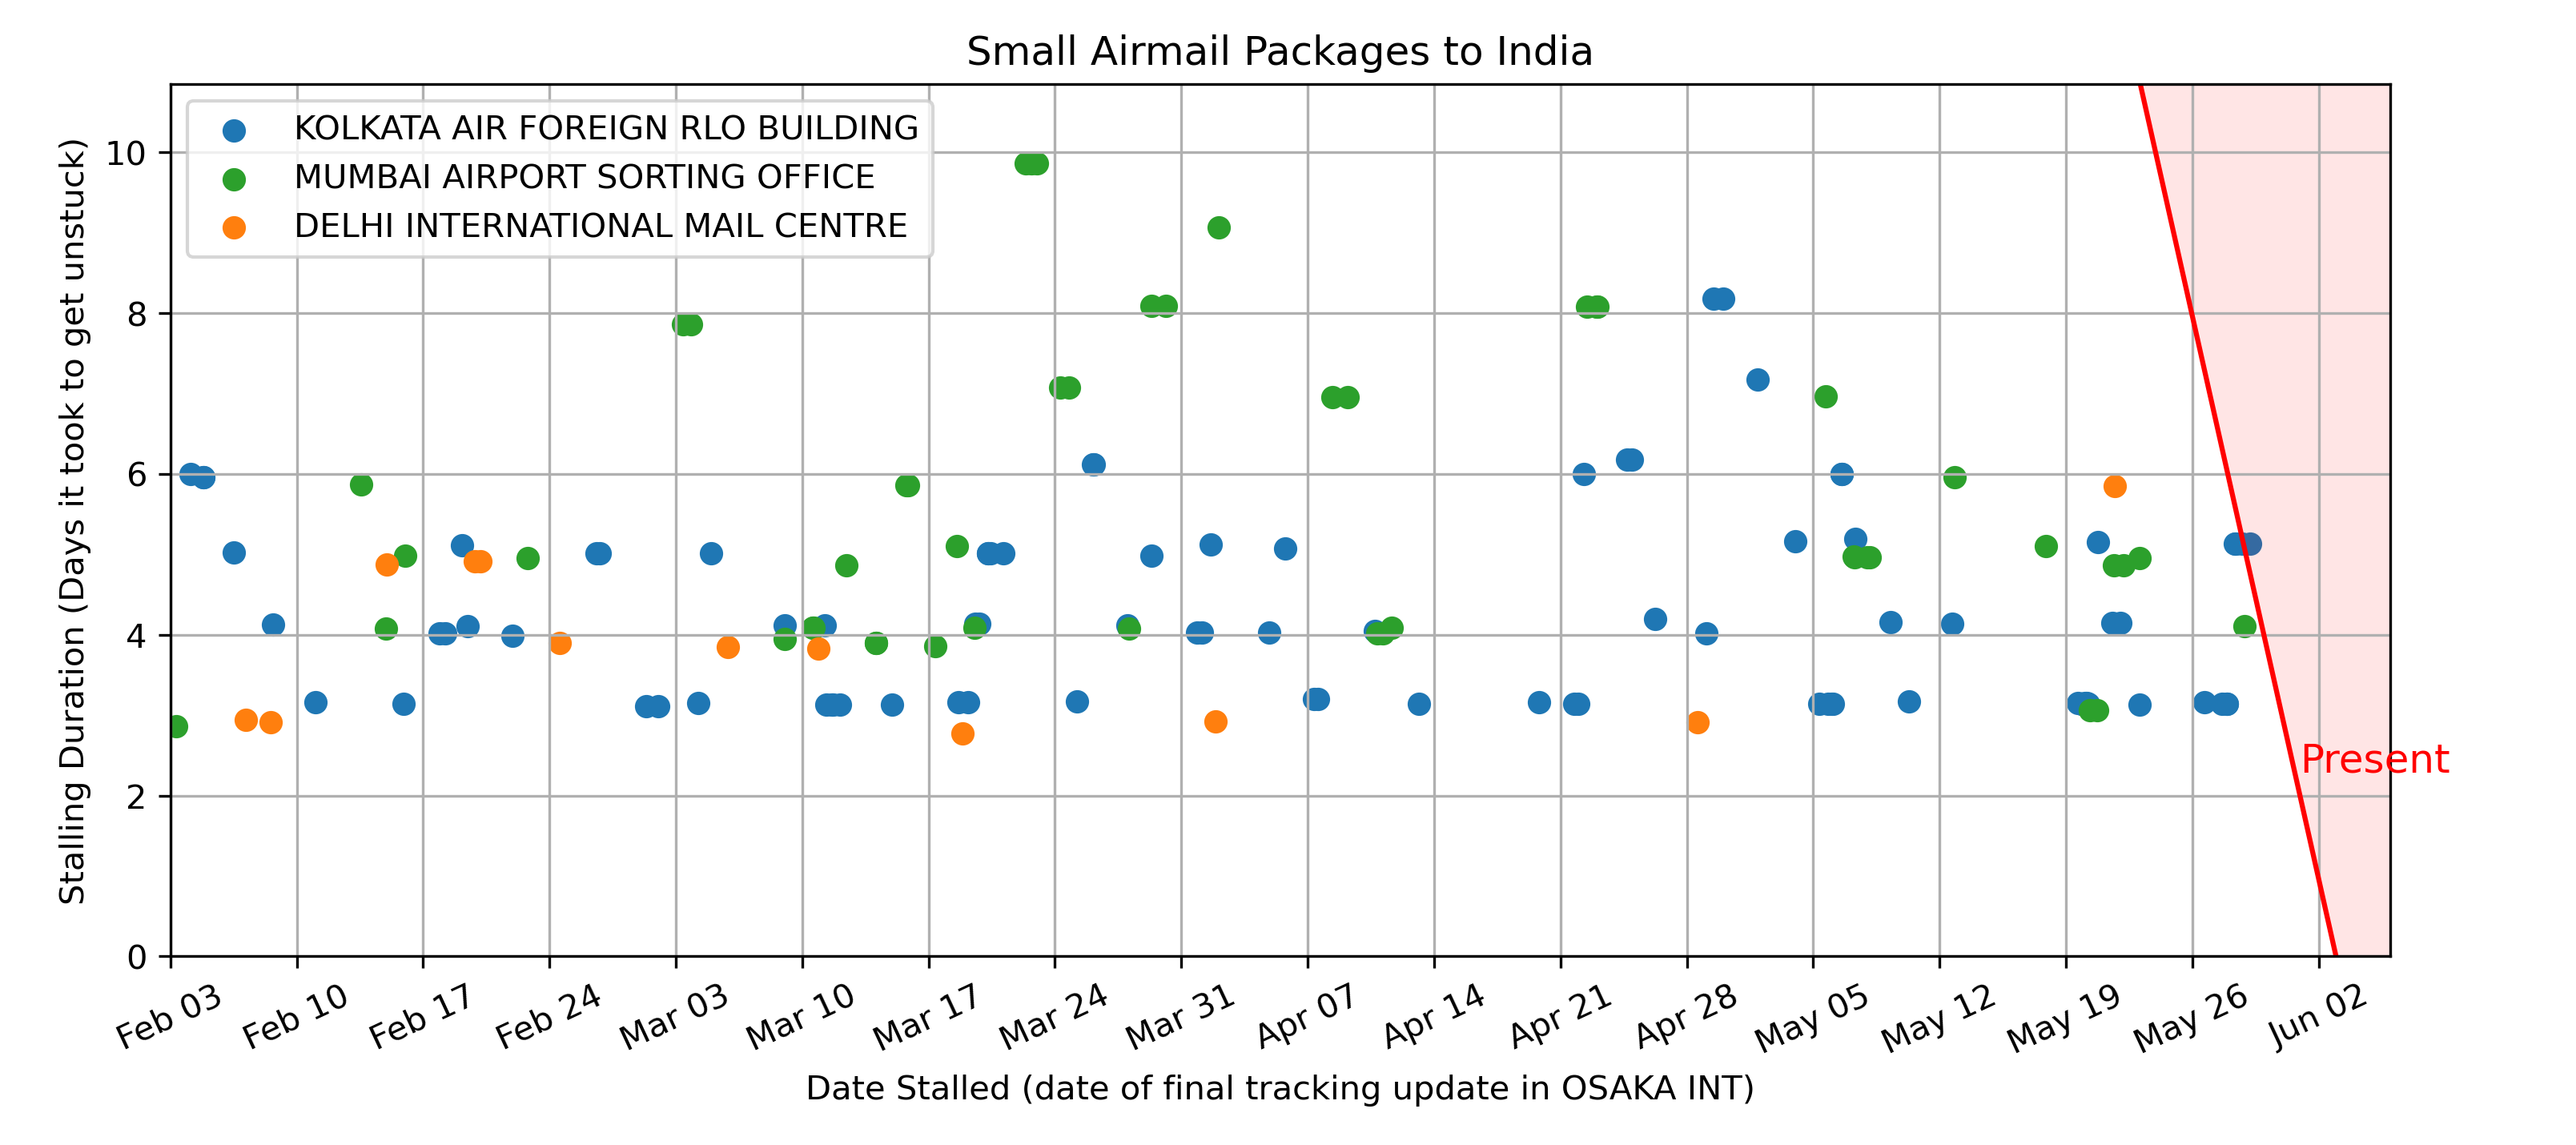 Small Airmail Packages to India
KOLKATA AIR FOREIGN RLO BUILDING
MUMBAI AIRPORT SORTING OFFICE
DELHI INTERNATIONAL MAIL CENTRE
Stalling Duration (Days it took to get unstuck)
10
8
6
4
2
0
Present
Feb 03
Feb 10
Feb 17
Feb 24
Mar 03
Mar 10
Mar 17
Mar 24
Mar 31
Apr 07
Apr 14
Apr 21
Apr 28
May 05
May 12
May 19
May 26
Jun 02
Date Stalled (date of final tracking update in OSAKA INT)